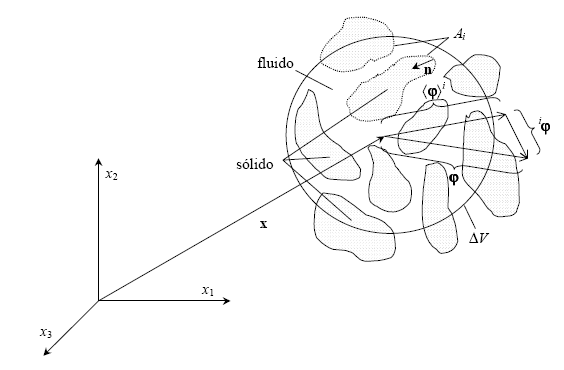 Aᵢ
fluido
n
⟨φ⟩ⁱ
ⁱφ
sólido
φ
x₂
x
ΔV
x₁
x₃